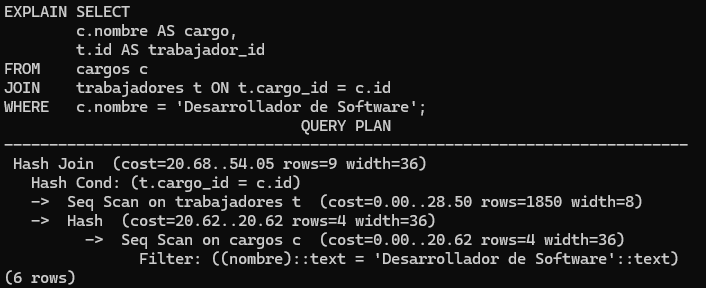 EXPLAIN SELECT
        c.nombre AS cargo,
        t.id AS trabajador_id
FROM    cargos c
JOIN    trabajadores t ON t.cargo_id = c.id
WHERE   c.nombre = 'Desarrollador de Software';
                                 QUERY PLAN
----------------------------------------------------------------------------
 Hash Join  (cost=20.68..54.05 rows=9 width=36)
   Hash Cond: (t.cargo_id = c.id)
   ->  Seq Scan on trabajadores t  (cost=0.00..28.50 rows=1850 width=8)
   ->  Hash  (cost=20.62..20.62 rows=4 width=36)
         ->  Seq Scan on cargos c  (cost=0.00..20.62 rows=4 width=36)
               Filter: ((nombre)::text = 'Desarrollador de Software'::text)
(6 rows)